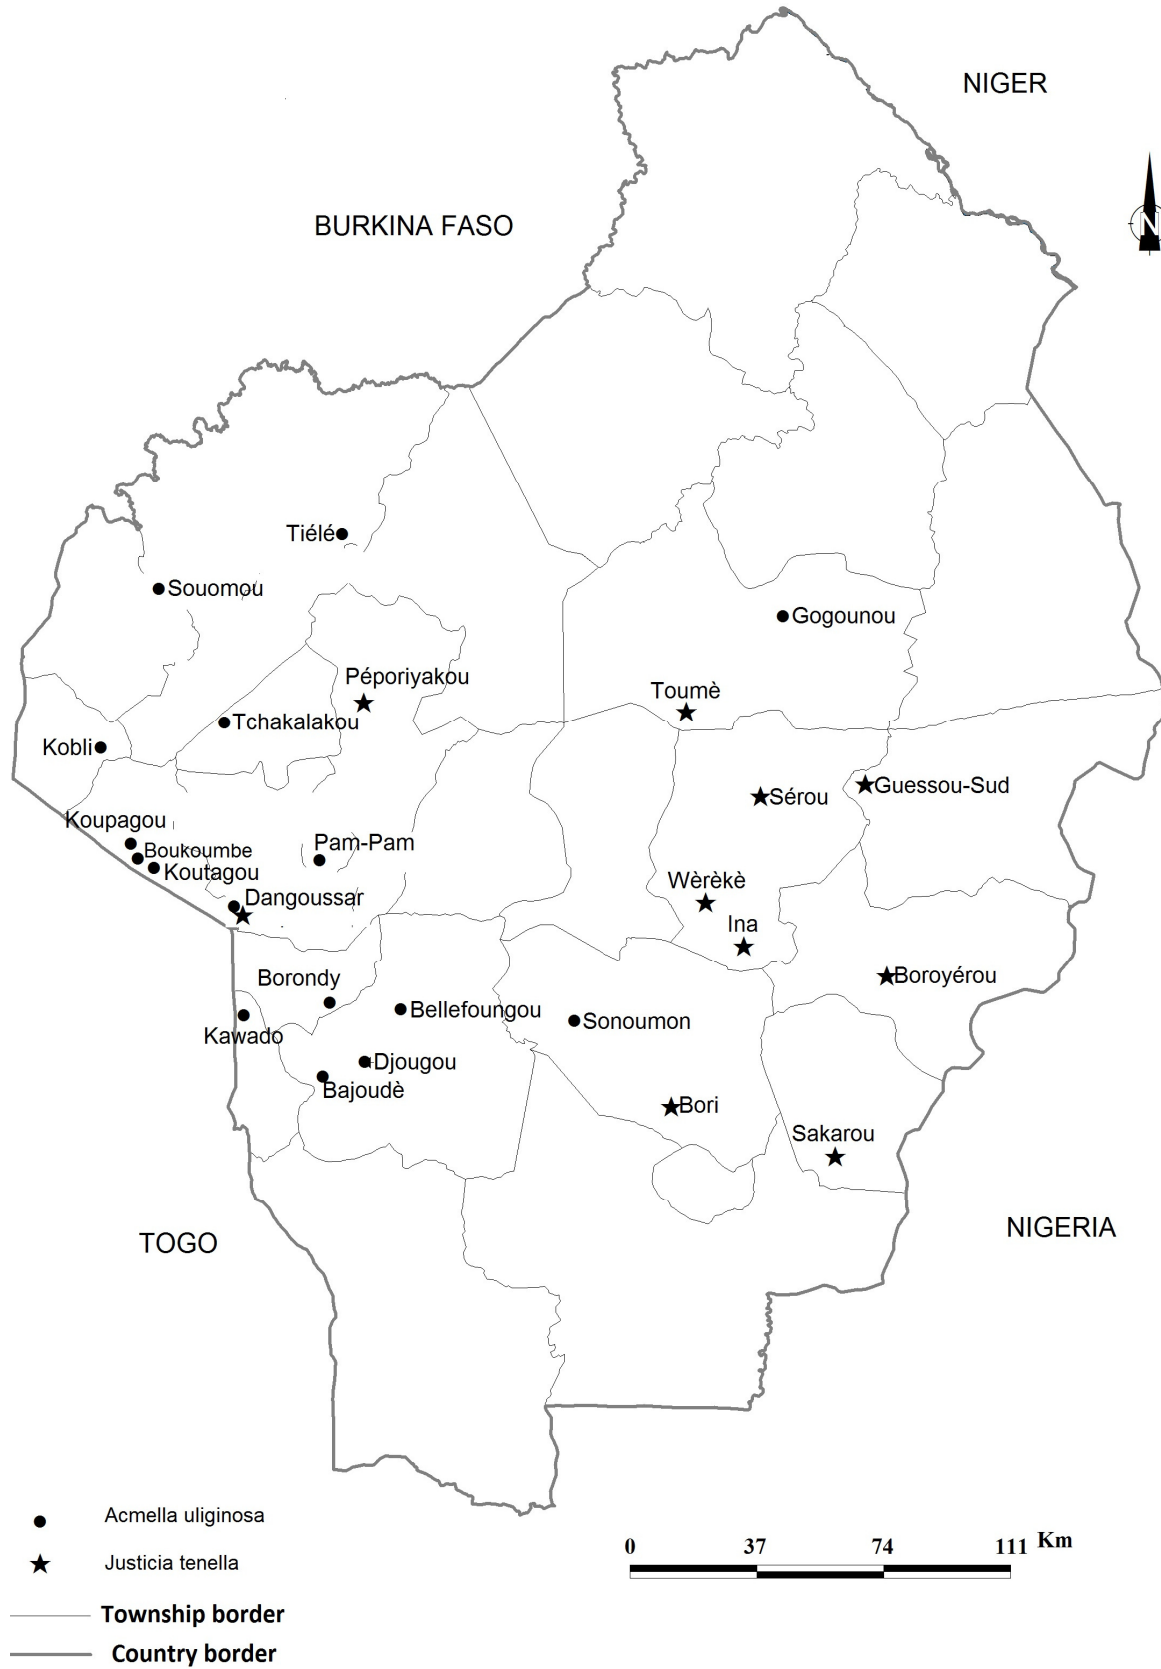 NIGER
N
BURKINA FASO
Tiélé
Souomou
Gogounou
Péporiyakou
Toumè
Tchakalakou
Kobli
Guessou-Sud
Sérou
Koupagou
Pam-Pam
Boukoumbe
Koutagou
Wèrèkè
Dangoussar
Ina
Borondy
Boroyérou
Bellefoungou
Sonoumon
Kawado
Djougou
Bajoudè
Bori
Sakarou
NIGERIA
TOGO
Acmella uliginosa
Justicia tenella
0 37 74 111 Km
Township border
Country border